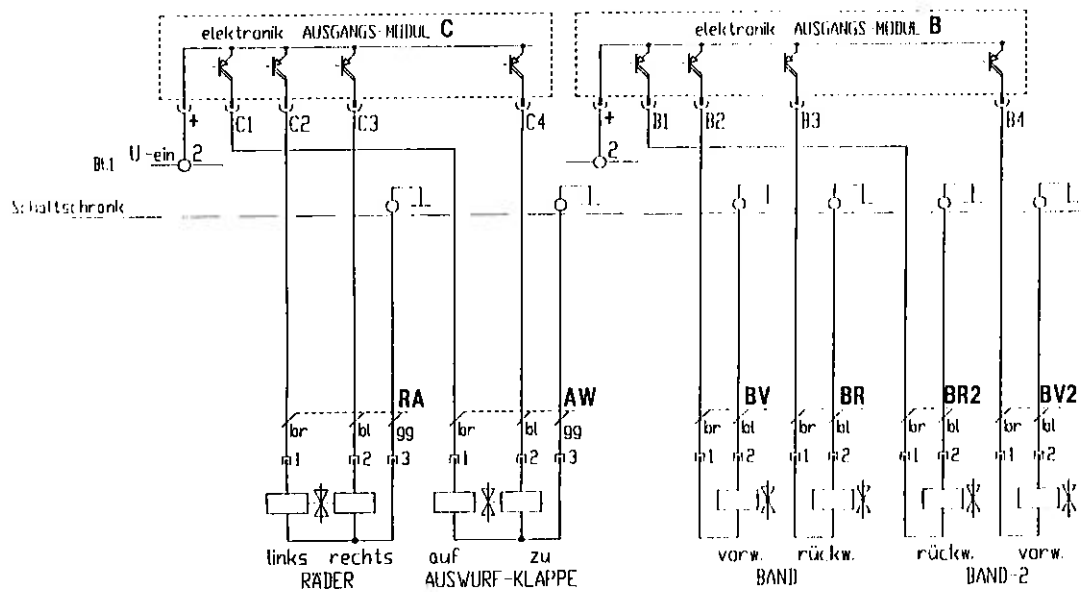 elektronik AUSGANGS-MODUL C
elektronik AUSGANGS-MODUL B
+ C1 C2 C3 C4 + B1 B2 B3 B4
Bt.1 U-ein 2 2
Schaltschrank
RA AW BV BR BR2 BV2
br bl gg br bl gg br bl br bl br bl br bl
1 2 3 1 2 3 1 2 1 2 1 2 1 2
links rechts auf zu vorw. rückw. rückw. vorw.
RÄDER AUSWURF-KLAPPE BAND BAND-2